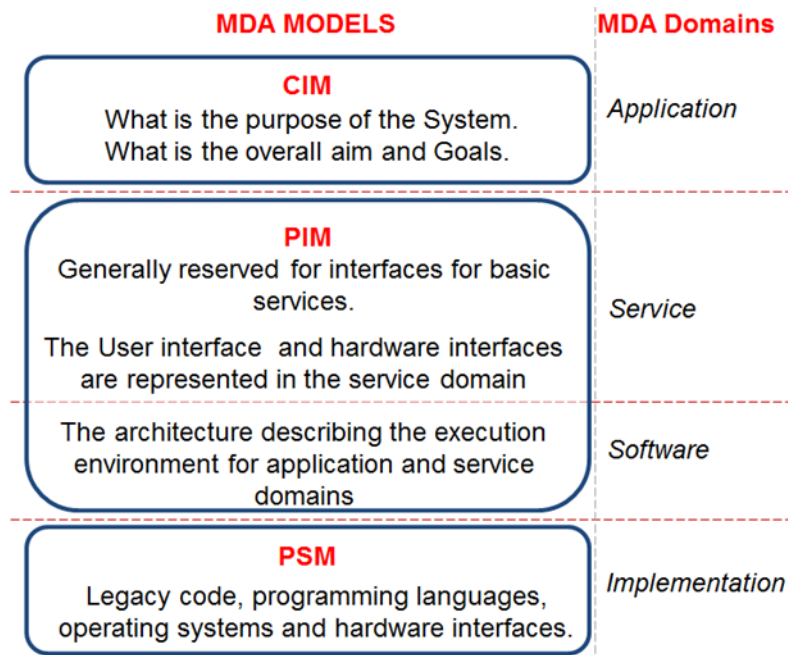 MDA MODELS
MDA Domains
CIM
What is the purpose of the System.
What is the overall aim and Goals.
Application
PIM
Generally reserved for interfaces for basic
services.
The User interface and hardware interfaces
are represented in the service domain
Service
The architecture describing the execution
environment for application and service
domains
Software
PSM
Legacy code, programming languages,
operating systems and hardware interfaces.
Implementation